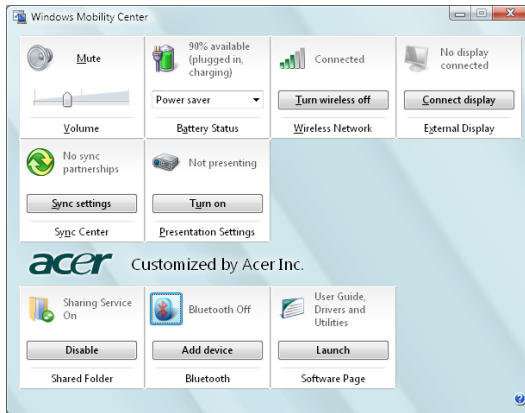 Windows Mobility Center
Mute
Volume
90% available
(plugged in,
charging)
Power saver
Battery Status
Connected
Turn wireless off
Wireless Network
No display
connected
Connect display
External Display
No sync
partnerships
Sync settings
Sync Center
Not presenting
Turn on
Presentation Settings
acer Customized by Acer Inc.
Sharing Service
On
Disable
Shared Folder
Bluetooth Off
Add device
Bluetooth
User Guide,
Drivers and
Utilities
Launch
Software Page